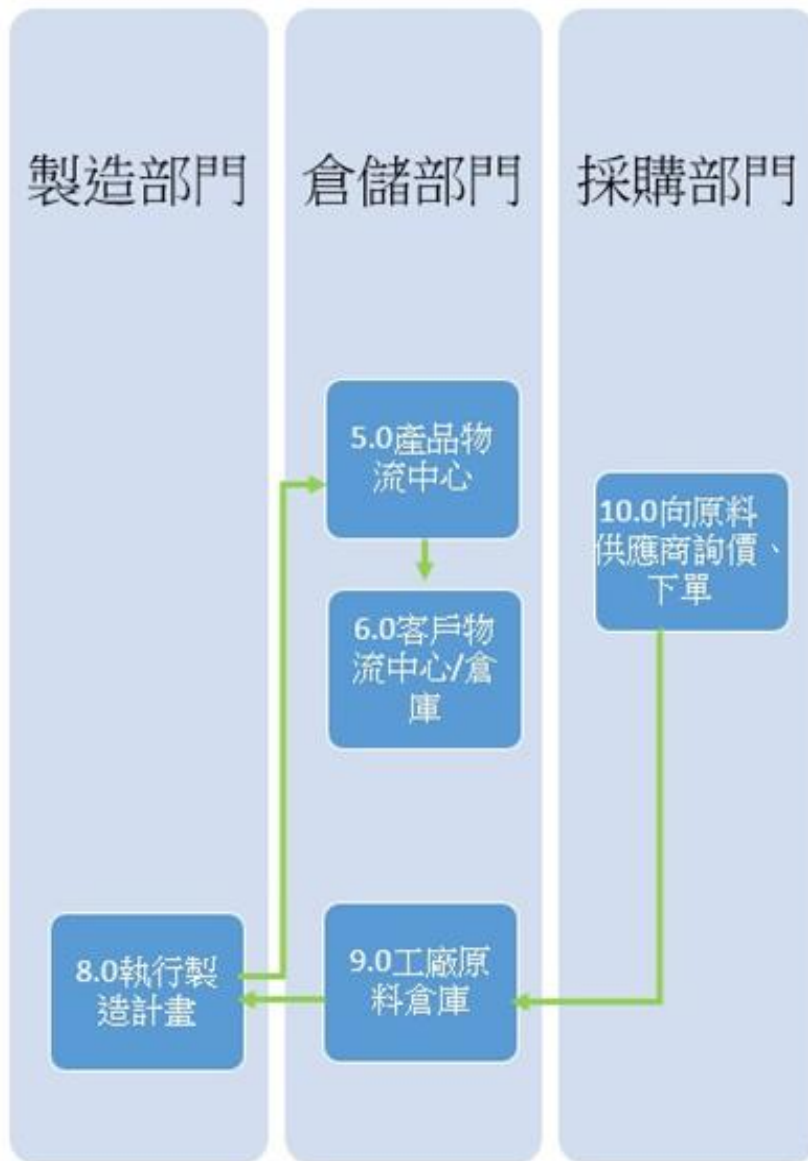 製造部門
倉儲部門
採購部門
5.0產品物
流中心
10.0向原料
供應商詢價、
下單
6.0客戶物
流中心/倉
庫
8.0執行製
造計畫
9.0工廠原
料倉庫